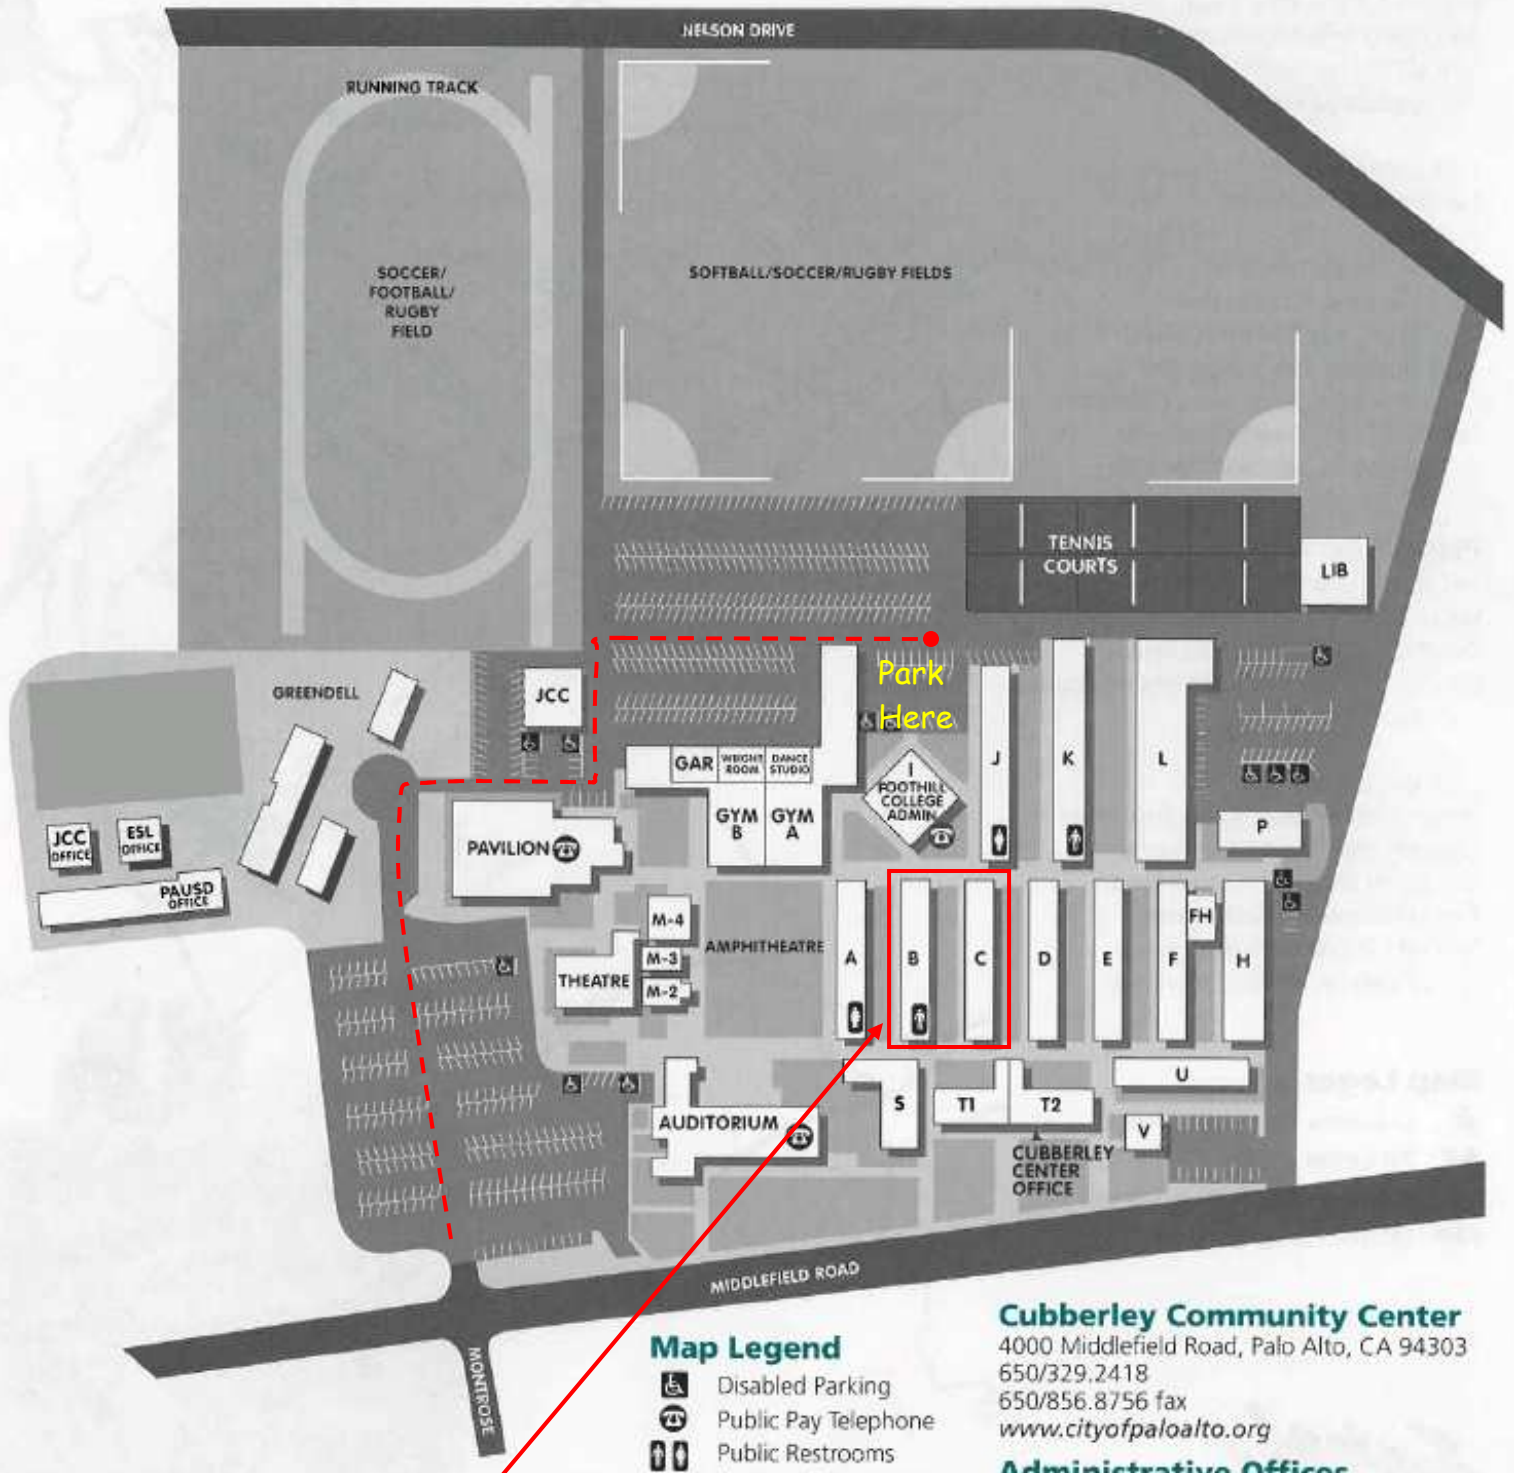 NELSON DRIVE
RUNNING TRACK
SOCCER/
FOOTBALL/
RUGBY
FIELD
SOFTBALL/SOCCER/RUGBY FIELDS
TENNIS
COURTS
LIB
Park
Here
GREENDELL
JCC
GAR
WEIGHT
ROOM
DANCE
STUDIO
GYM
B
GYM
A
I
FOOTHILL
COLLEGE
ADMIN
J
K
L
P
JCC
OFFICE
ESL
OFFICE
PAUSD
OFFICE
PAVILION
M-4
M-3
M-2
THEATRE
AMPHITHEATRE
A
B
C
D
E
F
FH
H
AUDITORIUM
S
T1
T2
U
V
CUBBERLEY
CENTER
OFFICE
MIDDLEFIELD ROAD
MONTROSE
Map Legend
Disabled Parking
Public Pay Telephone
Public Restrooms
Cubberley Community Center
4000 Middlefield Road, Palo Alto, CA 94303
650/329.2418
650/856.8756 fax
www.cityofpaloalto.org
Administrative Offices